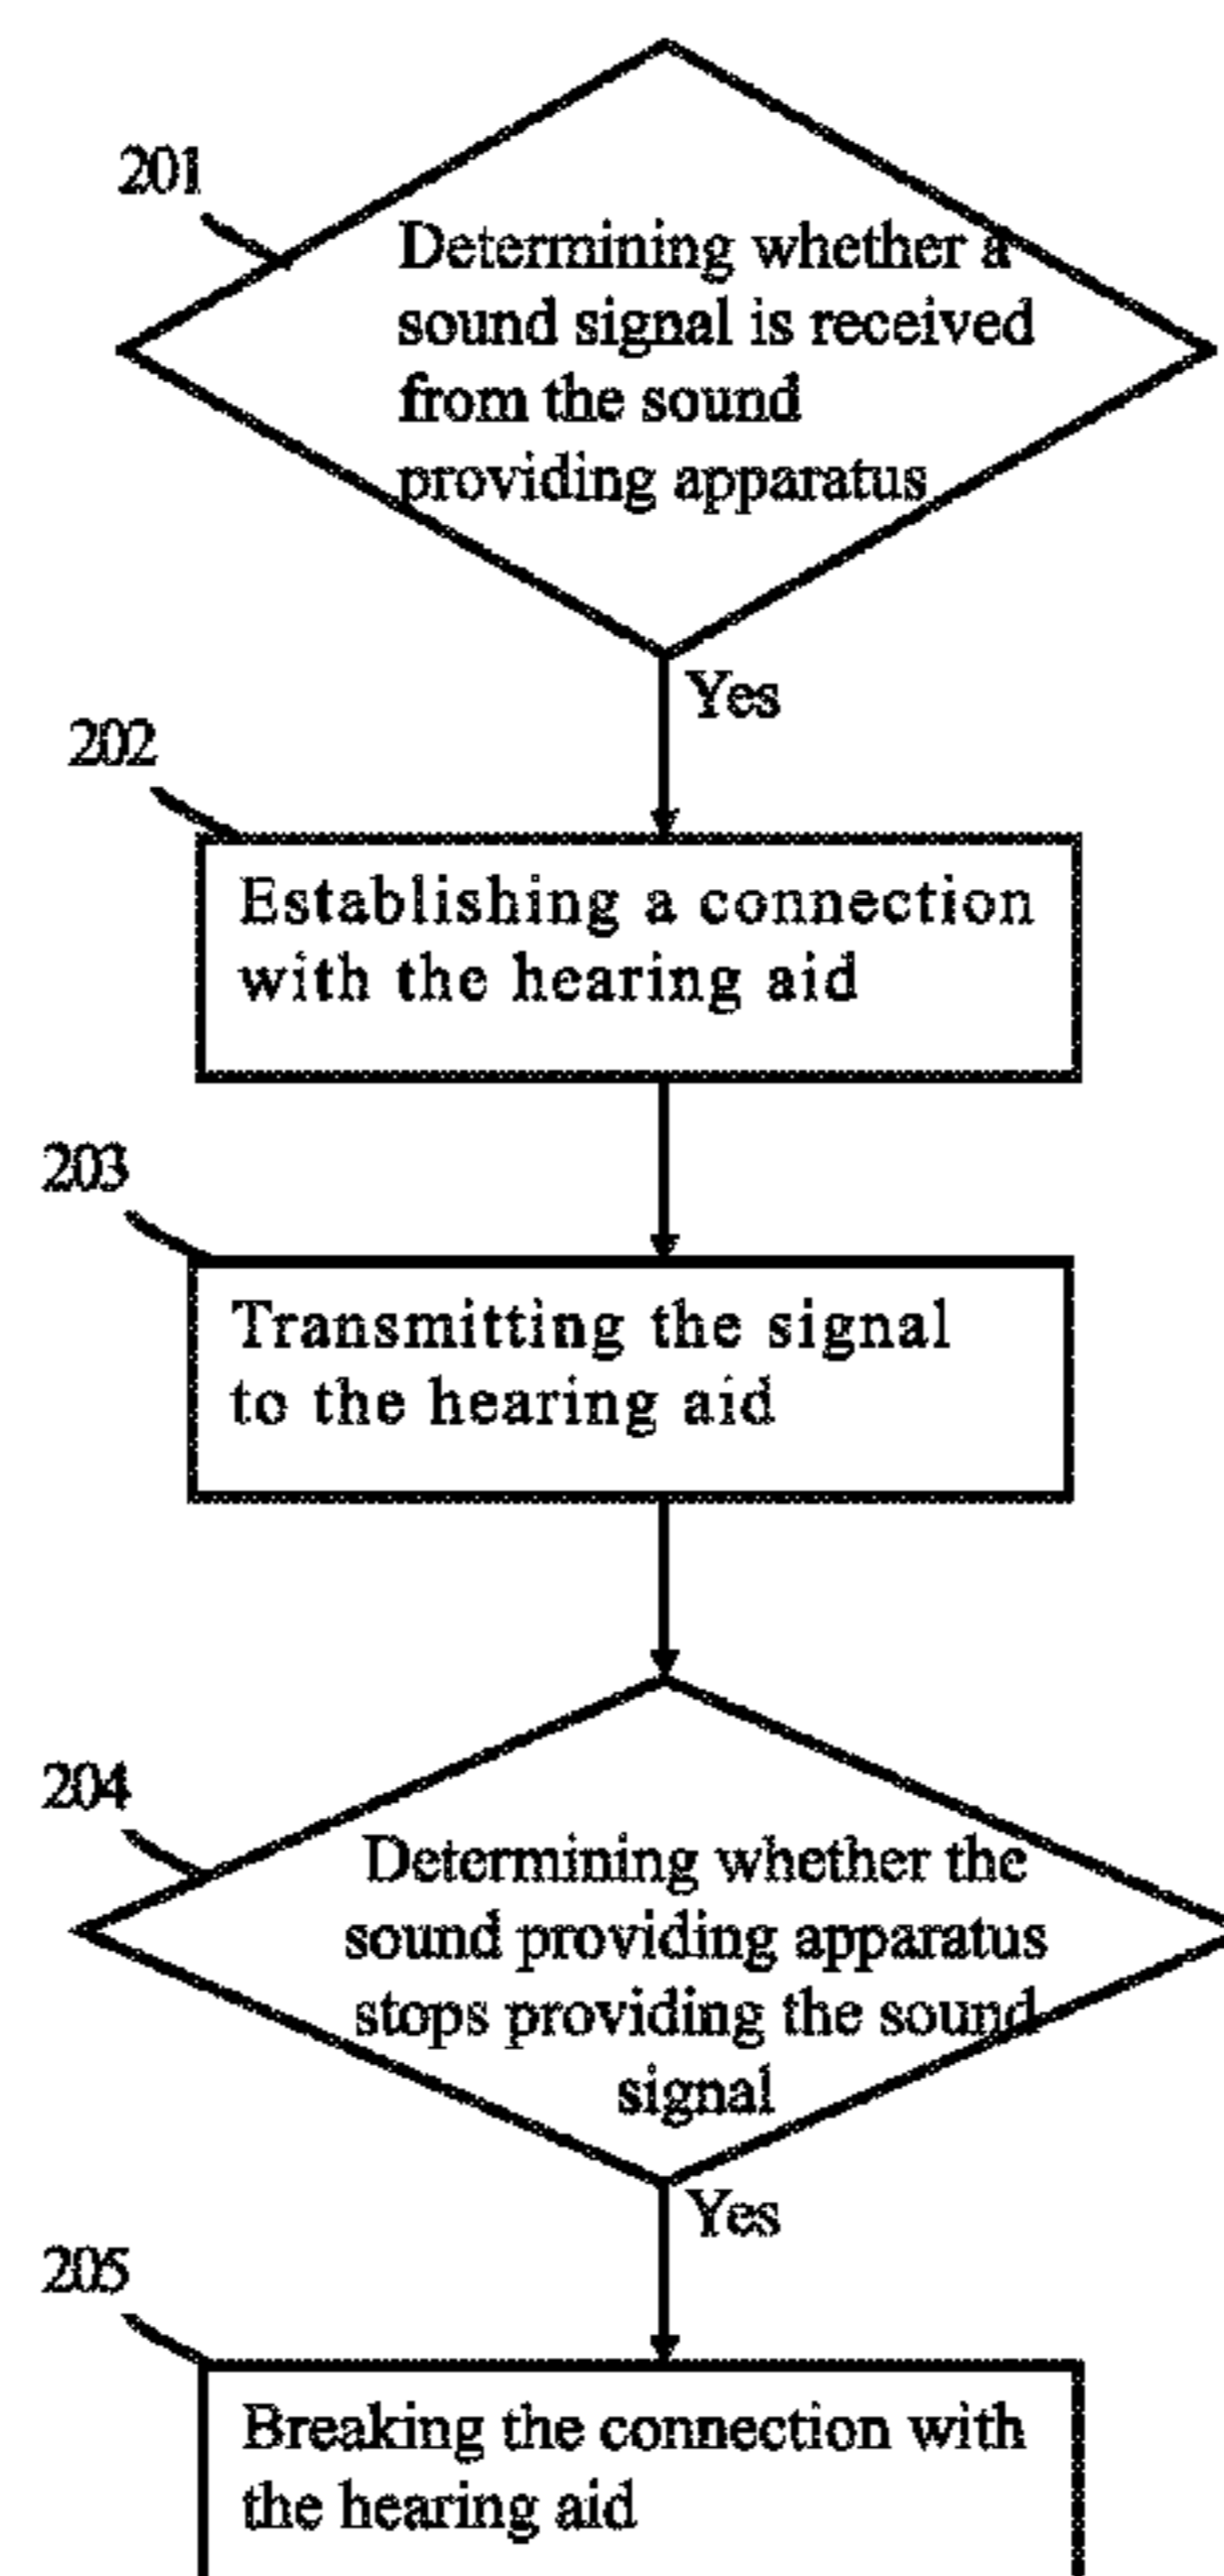 201
Determining whether a
sound signal is received
from the sound
providing apparatus
Yes
202
Establishing a connection
with the hearing aid
203
Transmitting the signal
to the hearing aid
204
Determining whether the
sound providing apparatus
stops providing the sound
signal
Yes
205
Breaking the connection with
the hearing aid